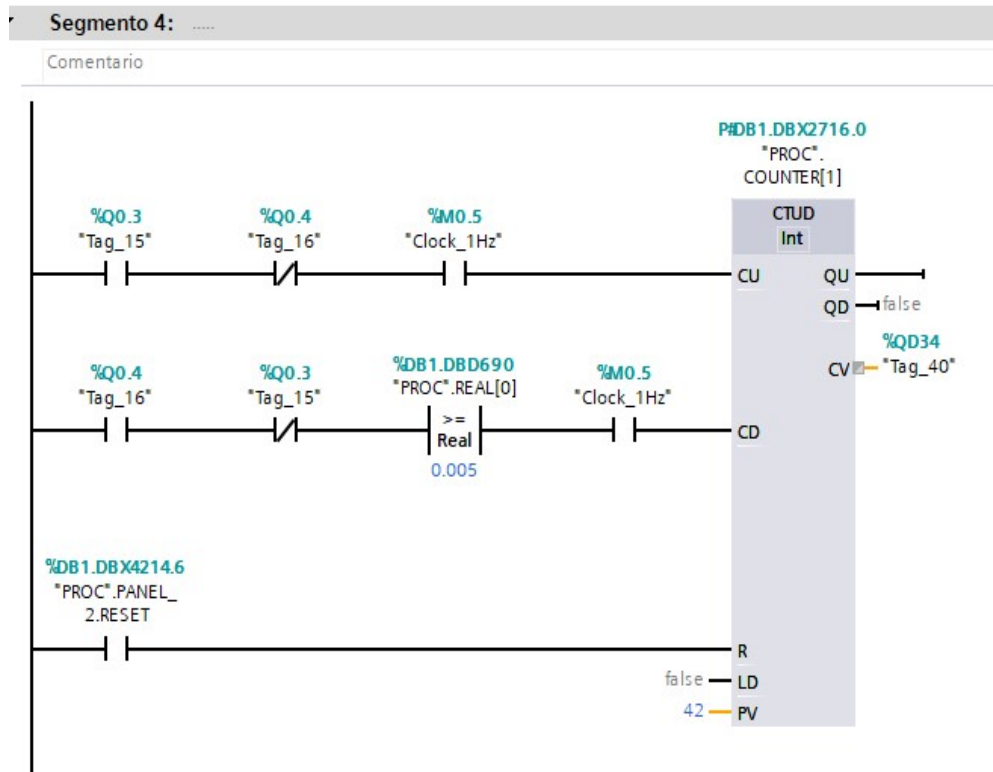 Segmento 4: .....
Comentario
P#DB1.DBX2716.0
"PROC".
COUNTER[1]
%Q0.3
"Tag_15"
%Q0.4
"Tag_16"
%M0.5
"Clock_1Hz"
CTUD
Int
CU
QU
QD
false
%QD34
CV
"Tag_40"
%Q0.4
"Tag_16"
%Q0.3
"Tag_15"
%DB1.DBD690
"PROC".REAL[0]
>=
Real
0.005
%M0.5
"Clock_1Hz"
CD
%DB1.DBX4214.6
"PROC".PANEL_
2.RESET
R
false
LD
42
PV